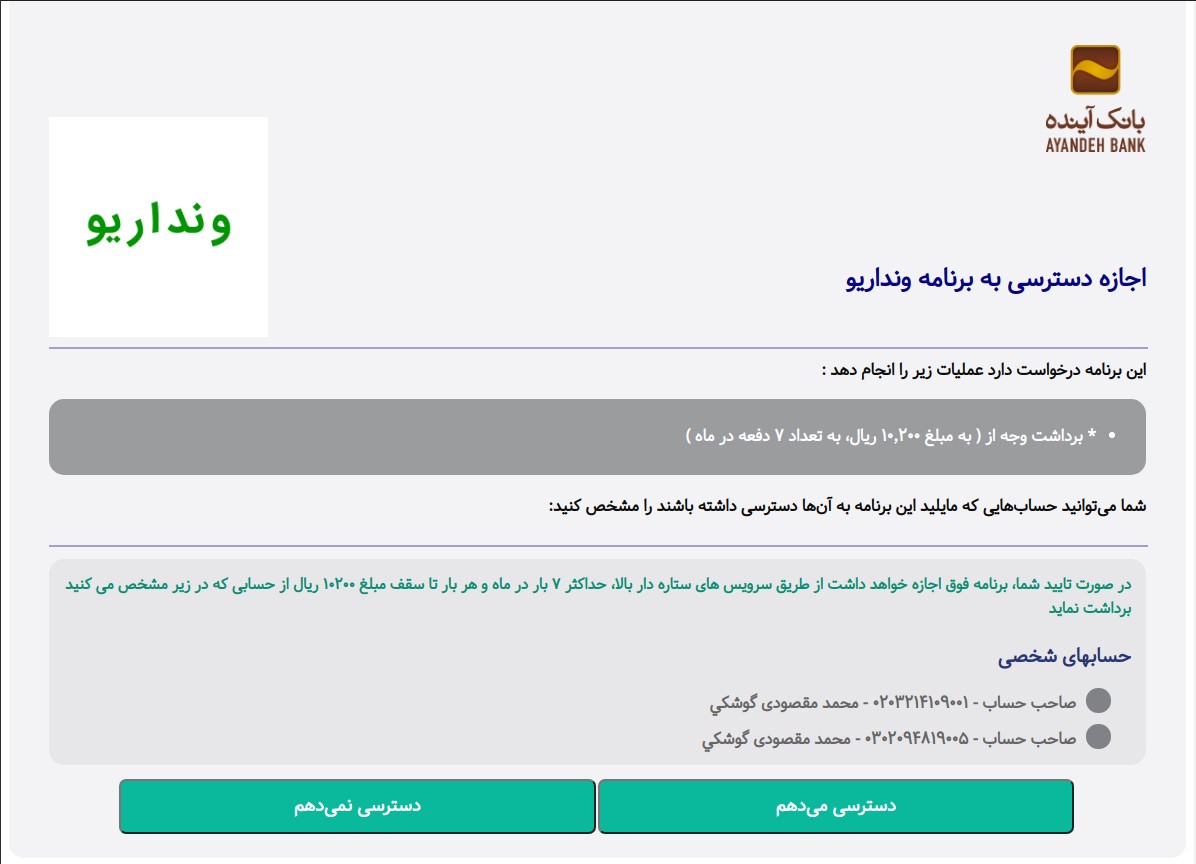 بانک آینده
AYANDEH BANK
ونداریو
اجازه دسترسی به برنامه ونداریو
این برنامه درخواست دارد عملیات زیر را انجام دهد :
• * برداشت وجه از ( به مبلغ ۱۰,۲۰۰ ریال، به تعداد ۷ دفعه در ماه )
شما می‌توانید حساب‌هایی که مایلید این برنامه به آن‌ها دسترسی داشته باشند را مشخص کنید:
در صورت تایید شما، برنامه فوق اجازه خواهد داشت از طریق سرویس های ستاره دار بالا، حداکثر ۷ بار در ماه و هر بار تا سقف مبلغ ۱۰۲۰۰ ریال از حسابی که در زیر مشخص می کنید
برداشت نماید
حسابهای شخصی
صاحب حساب - ۰۲۰۳۲۱۴۱۰۹۰۰۱ - محمد مقصودی گوشكي
صاحب حساب - ۰۳۰۲۰۹۴۸۱۹۰۰۵ - محمد مقصودی گوشكي
دسترسی می‌دهم
دسترسی نمی‌دهم